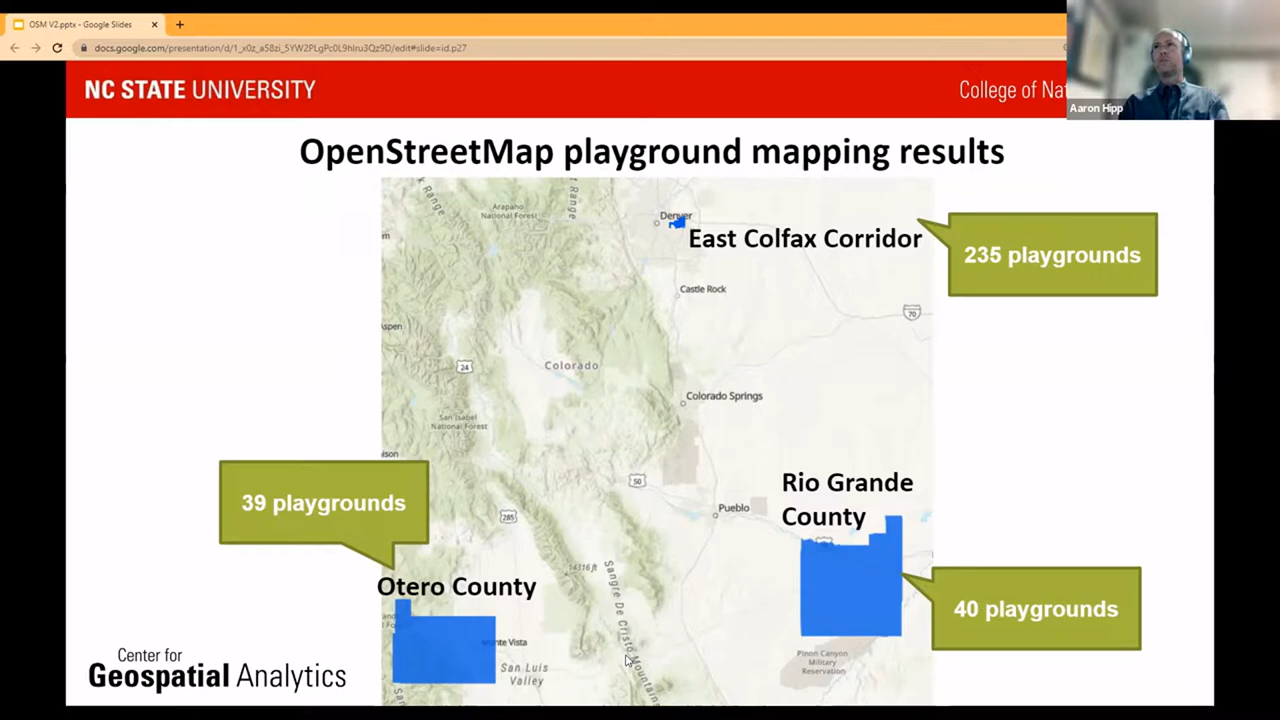 OSM V2.pptx - Google Slides
docs.google.com/presentation/d/1_x0z_a58zi_5YW2PLgPc0L9hIru3Qz9D/edit#slide=id.p27
NC STATE UNIVERSITY
College of Nat
Aaron Hipp
OpenStreetMap playground mapping results
Arapaho
National Forest
Denver
East Colfax Corridor
235 playgrounds
Castle Rock
70
Aspen
24
Colorado
Colorado Springs
San Isabel
National Forest
50
Rio Grande
County
39 playgrounds
285
Pueblo
14316 ft
Sangre De Cristo Mountains
Otero County
40 playgrounds
Monte Vista
San Luis
Valley
Pinon Canyon
Military
Reservation
Center for
Geospatial Analytics